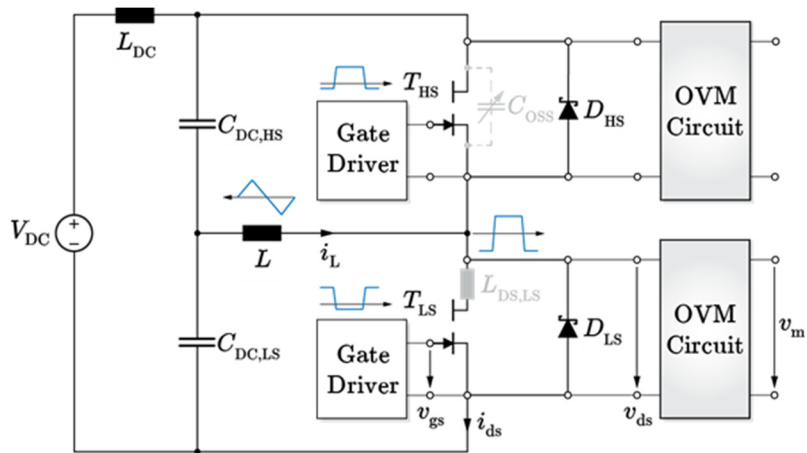 L_DC
T_HS
C_OSS
D_HS
OVM
Circuit
C_DC,HS
Gate
Driver
V_DC
+
−
L
i_L
L_DS,LS
T_LS
D_LS
OVM
Circuit
v_m
C_DC,LS
Gate
Driver
v_gs
i_ds
v_ds